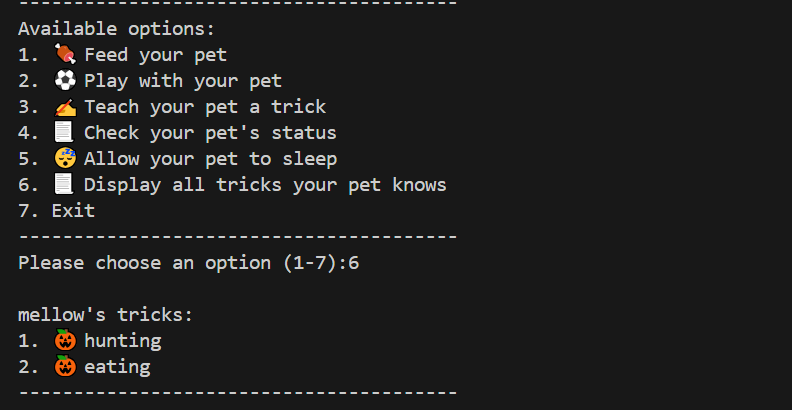 ----------------------------------------
Available options:
1. 🍖 Feed your pet
2. ⚽ Play with your pet
3. ✍️ Teach your pet a trick
4. 📃 Check your pet's status
5. 😴 Allow your pet to sleep
6. 📃 Display all tricks your pet knows
7. Exit
----------------------------------------
Please choose an option (1-7):6

mellow's tricks:
1. 🎃 hunting
2. 🎃 eating
----------------------------------------